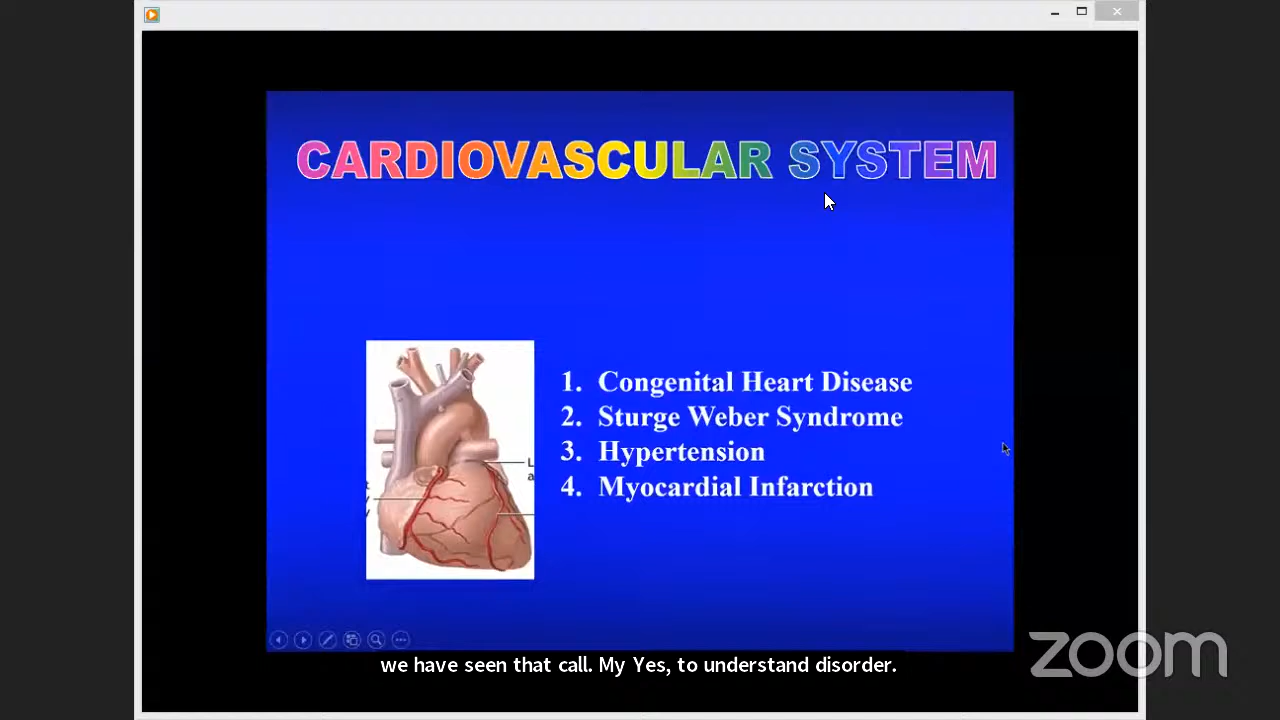 CARDIOVASCULAR SYSTEM
1. Congenital Heart Disease
2. Sturge Weber Syndrome
3. Hypertension
4. Myocardial Infarction
we have seen that call. My Yes, to understand disorder.
zoom